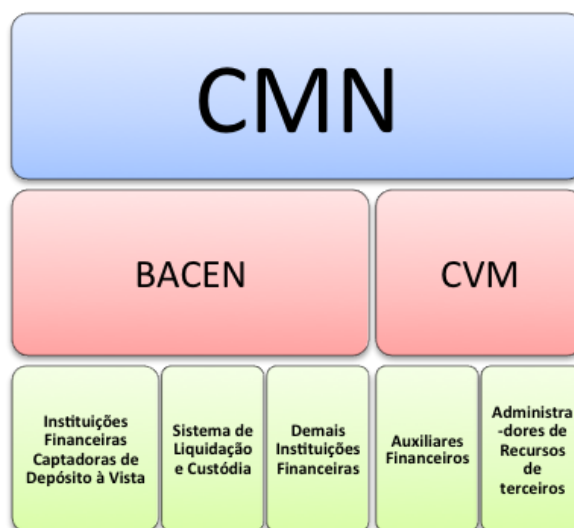 CMN
BACEN
CVM
Instituições
Financeiras
Captadoras de
Depósito à Vista
Sistema de
Liquidação
e Custódia
Demais
Instituições
Financeiras
Auxiliares
Financeiros
Administra
-dores de
Recursos
de
terceiros